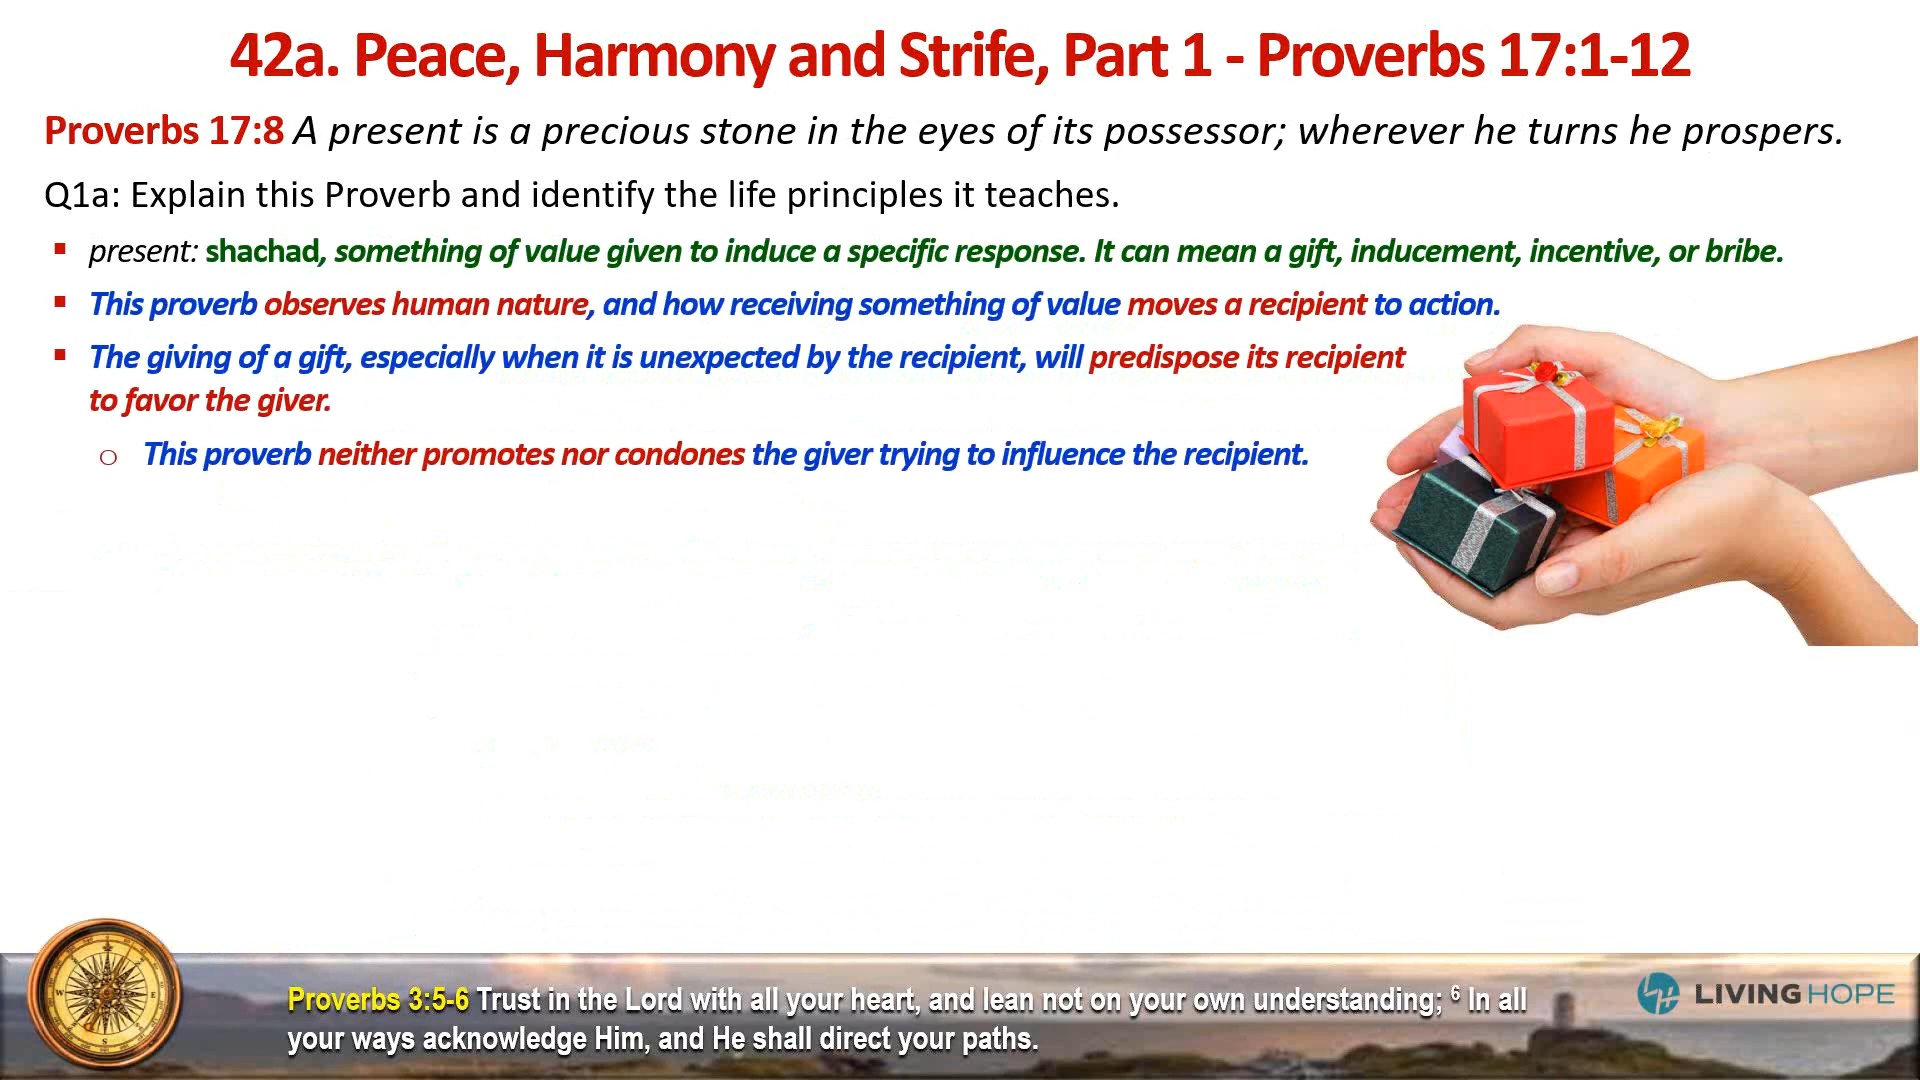 42a. Peace, Harmony and Strife, Part 1 - Proverbs 17:1-12
Proverbs 17:8 A present is a precious stone in the eyes of its possessor; wherever he turns he prospers.
Q1a: Explain this Proverb and identify the life principles it teaches.
▪ present: shachad, something of value given to induce a specific response. It can mean a gift, inducement, incentive, or bribe.
▪ This proverb observes human nature, and how receiving something of value moves a recipient to action.
▪ The giving of a gift, especially when it is unexpected by the recipient, will predispose its recipient
to favor the giver.
o This proverb neither promotes nor condones the giver trying to influence the recipient.
Proverbs 3:5-6 Trust in the Lord with all your heart, and lean not on your own understanding; ⁶ In all
your ways acknowledge Him, and He shall direct your paths.
LH LIVING HOPE
W E S